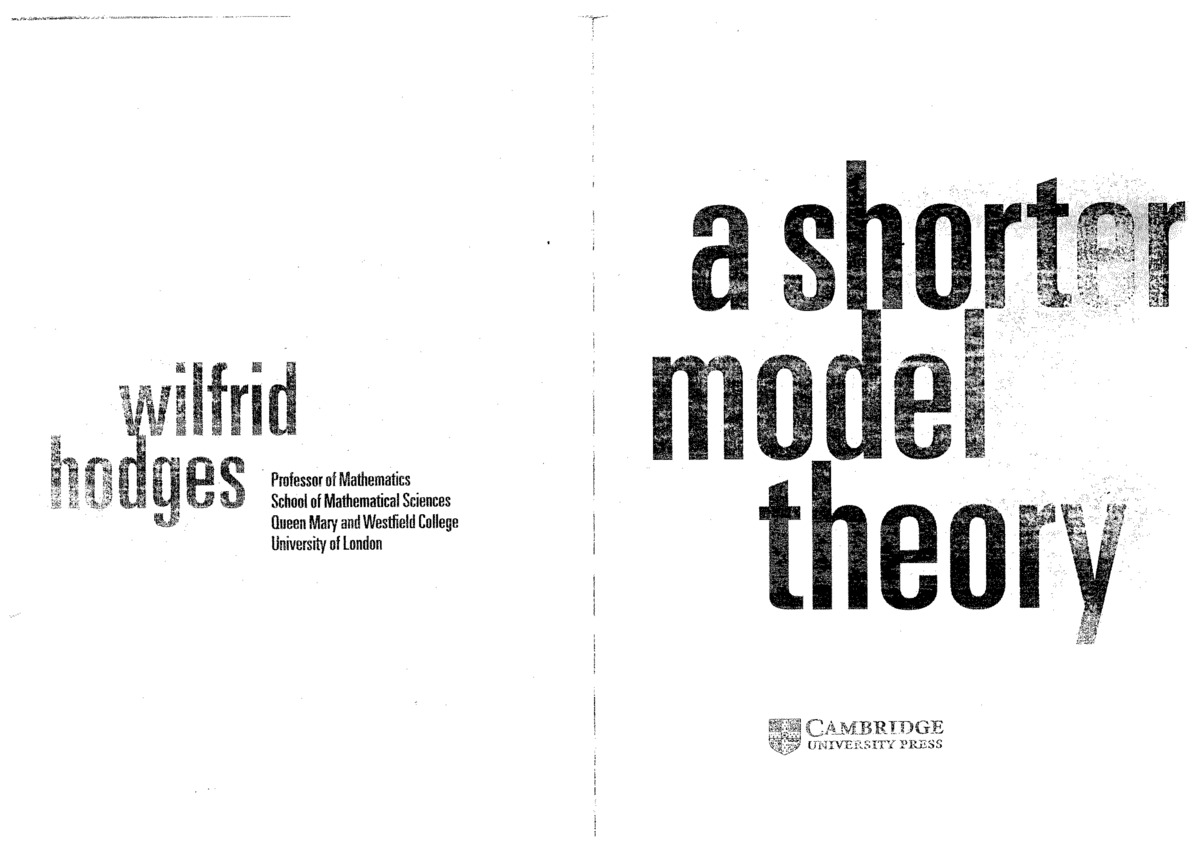 wilfrid
hodges
Professor of Mathematics
School of Mathematical Sciences
Queen Mary and Westfield College
University of London
a shorter
model
theory
CAMBRIDGE
UNIVERSITY PRESS